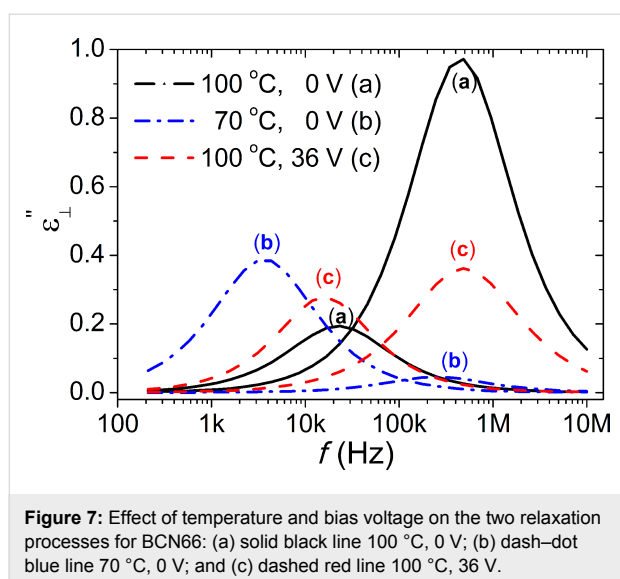 1.0
0.8
0.6
0.4
0.2
0.0
ε''⊥
100 °C, 0 V (a)
70 °C, 0 V (b)
100 °C, 36 V (c)
(a)
(b)
(c)
(a)
(c)
(b)
100 1k 10k 100k 1M 10M
f (Hz)
Figure 7: Effect of temperature and bias voltage on the two relaxation
processes for BCN66: (a) solid black line 100 °C, 0 V; (b) dash–dot
blue line 70 °C, 0 V; and (c) dashed red line 100 °C, 36 V.